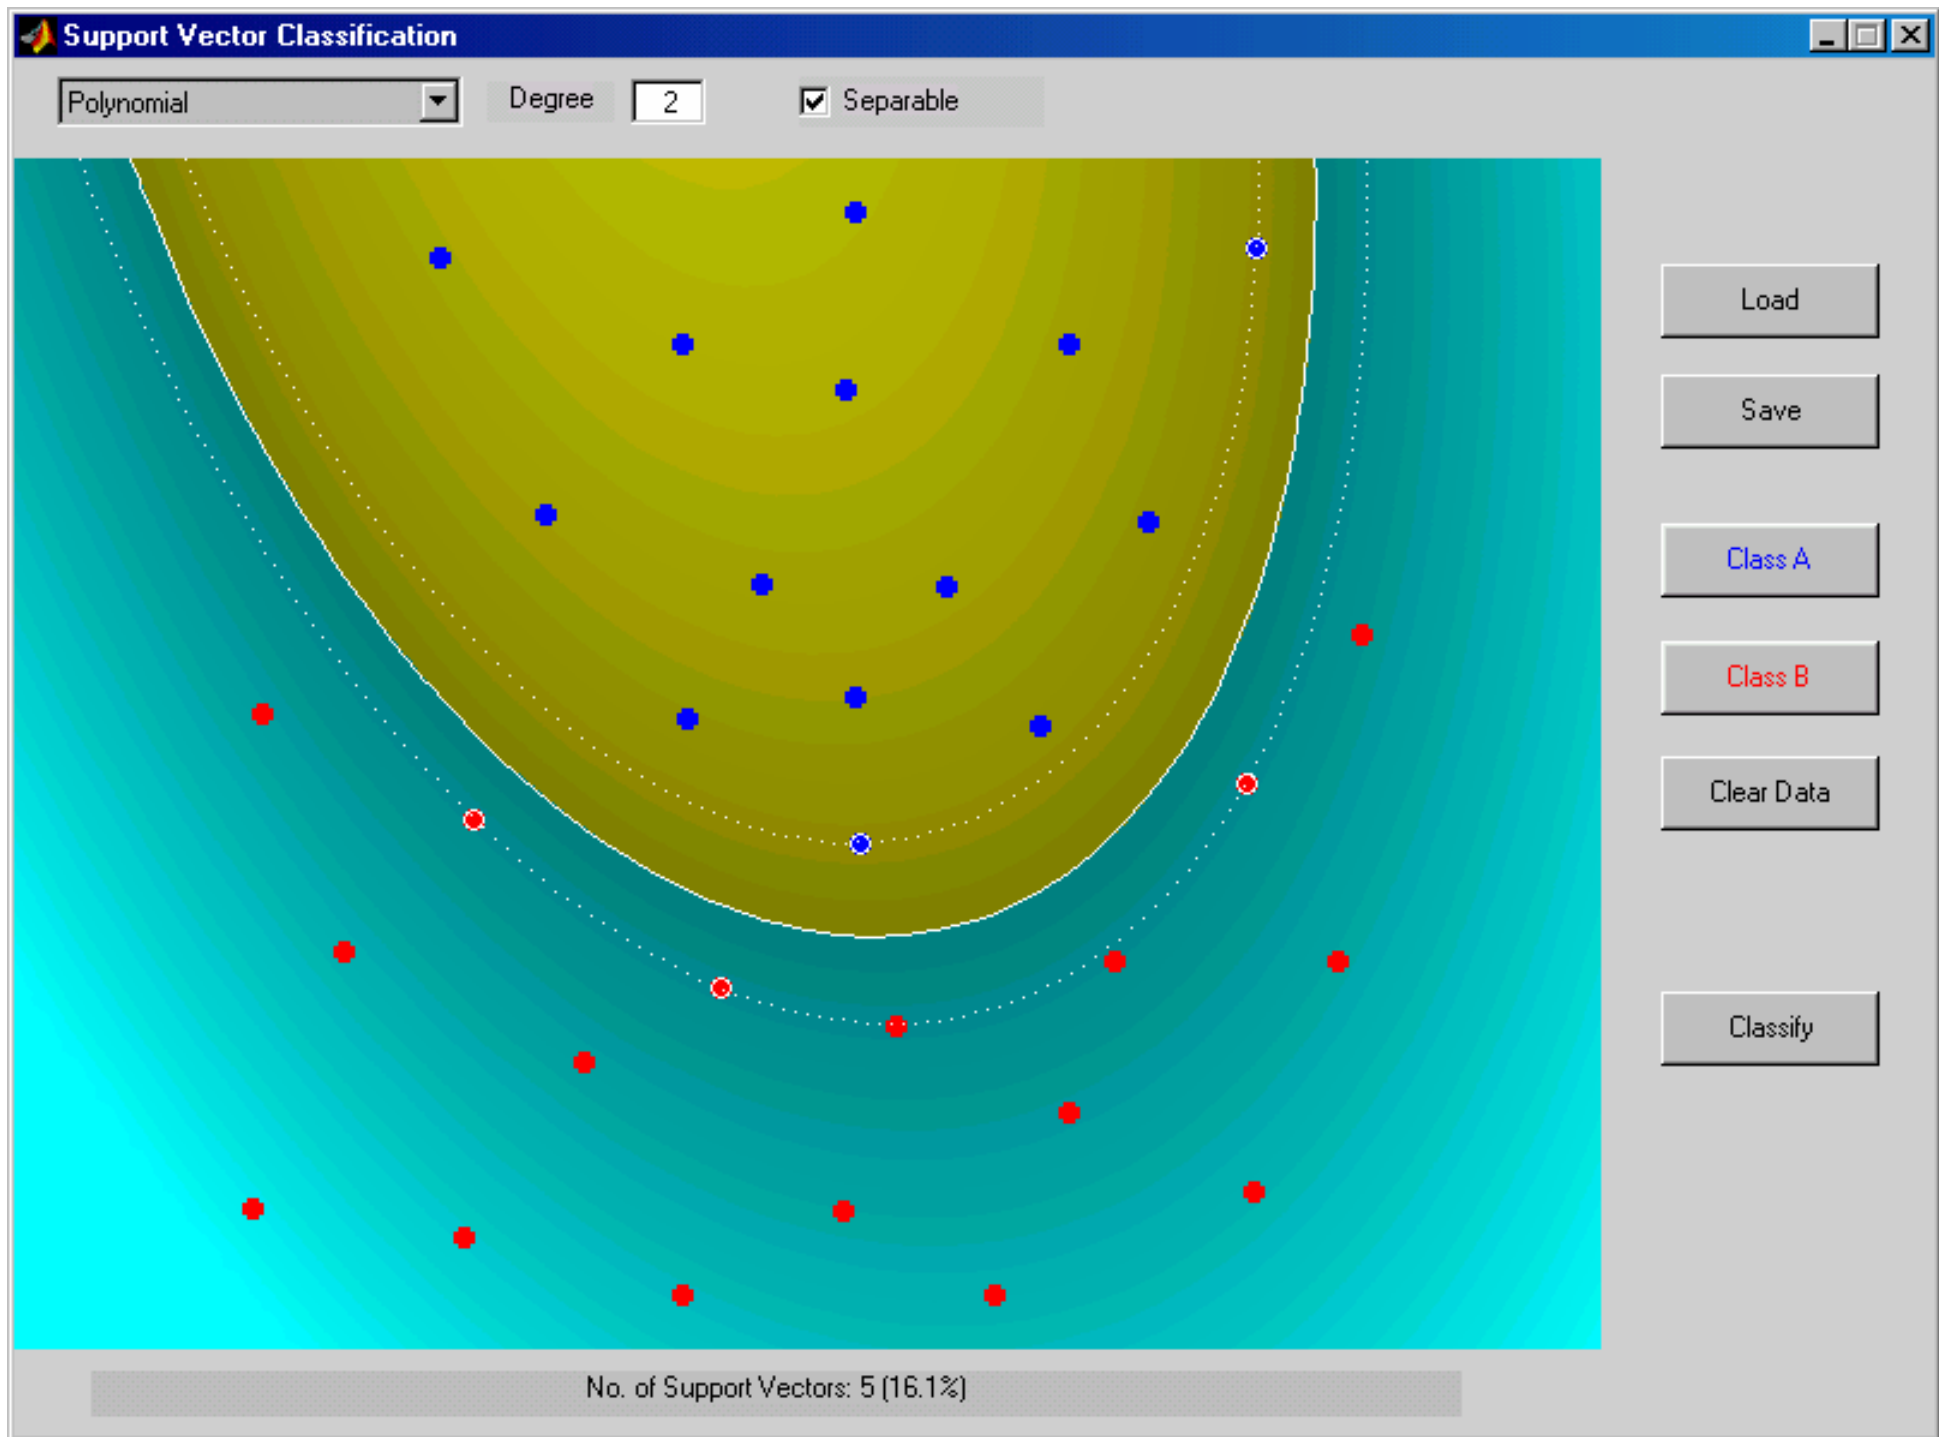 Support Vector Classification
Polynomial
Degree 2
Separable
Load
Save
Class A
Class B
Clear Data
Classify
No. of Support Vectors: 5 (16.1%)